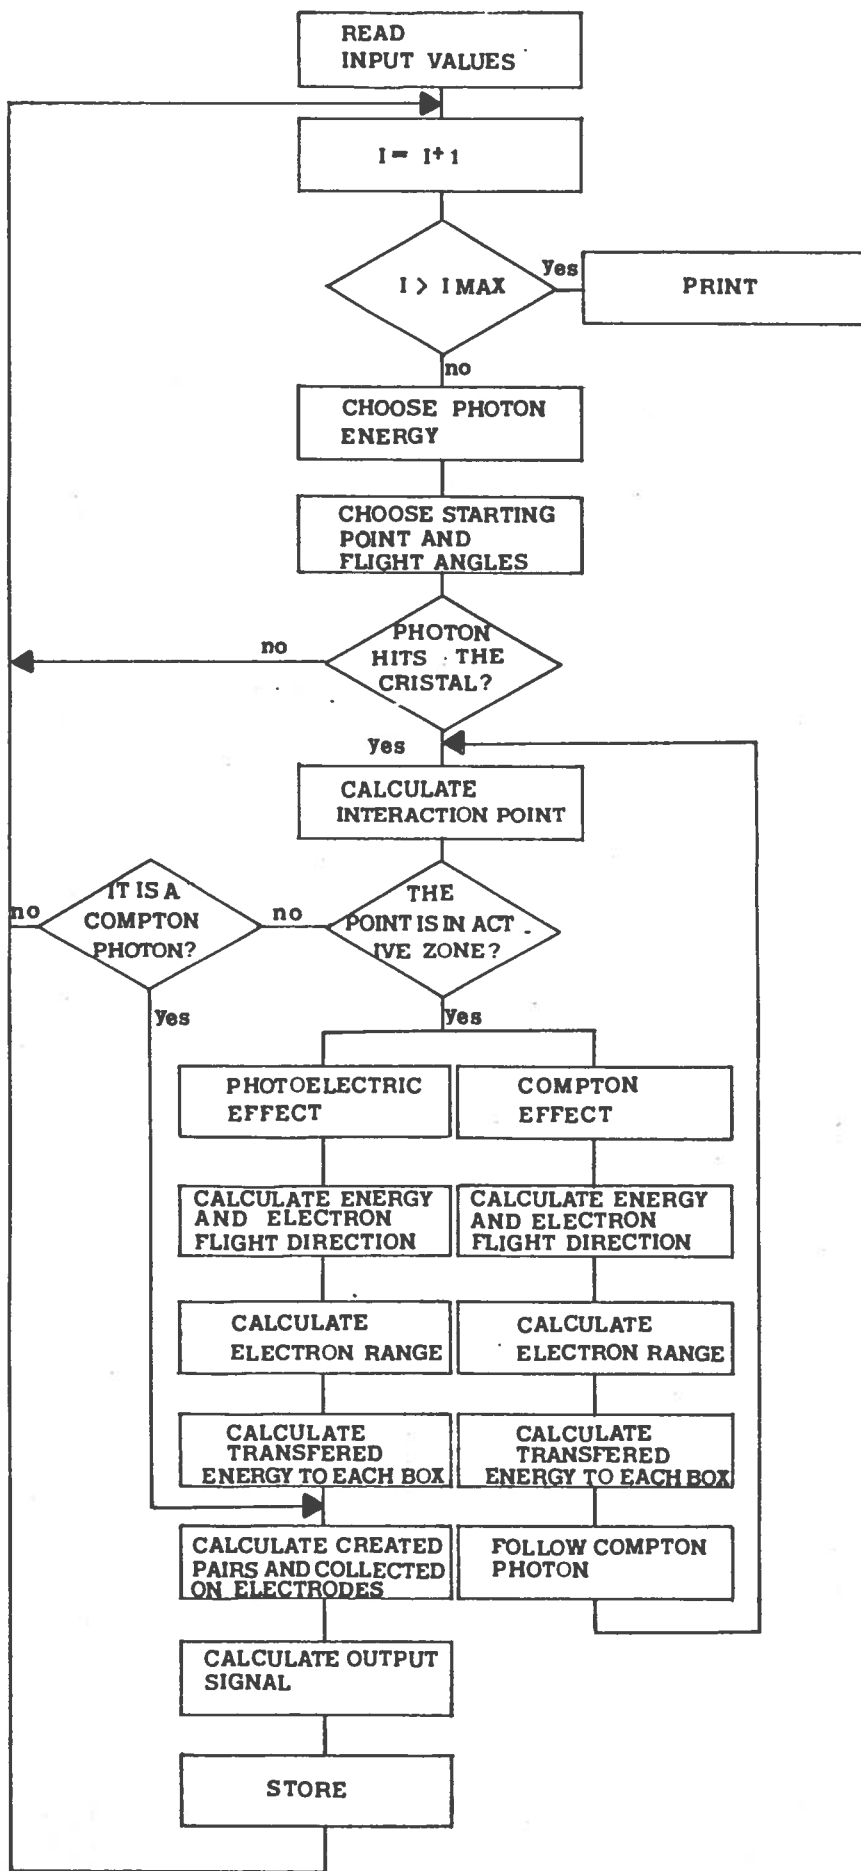 READ
INPUT VALUES
I = I+1
I > I MAX
yes
PRINT
no
CHOOSE PHOTON
ENERGY
CHOOSE STARTING
POINT AND
FLIGHT ANGLES
PHOTON
HITS THE
CRISTAL?
no
yes
CALCULATE
INTERACTION POINT
THE
POINT IS IN ACT -
IVE ZONE?
no
IT IS A
COMPTON
PHOTON?
no
yes
yes
PHOTOELECTRIC
EFFECT
COMPTON
EFFECT
CALCULATE ENERGY
AND ELECTRON
FLIGHT DIRECTION
CALCULATE ENERGY
AND ELECTRON
FLIGHT DIRECTION
CALCULATE
ELECTRON RANGE
CALCULATE
ELECTRON RANGE
CALCULATE
TRANSFERED
ENERGY TO EACH BOX
CALCULATE
TRANSFERED
ENERGY TO EACH BOX
CALCULATE CREATED
PAIRS AND COLLECTED
ON ELECTRODES
FOLLOW COMPTON
PHOTON
CALCULATE OUTPUT
SIGNAL
STORE